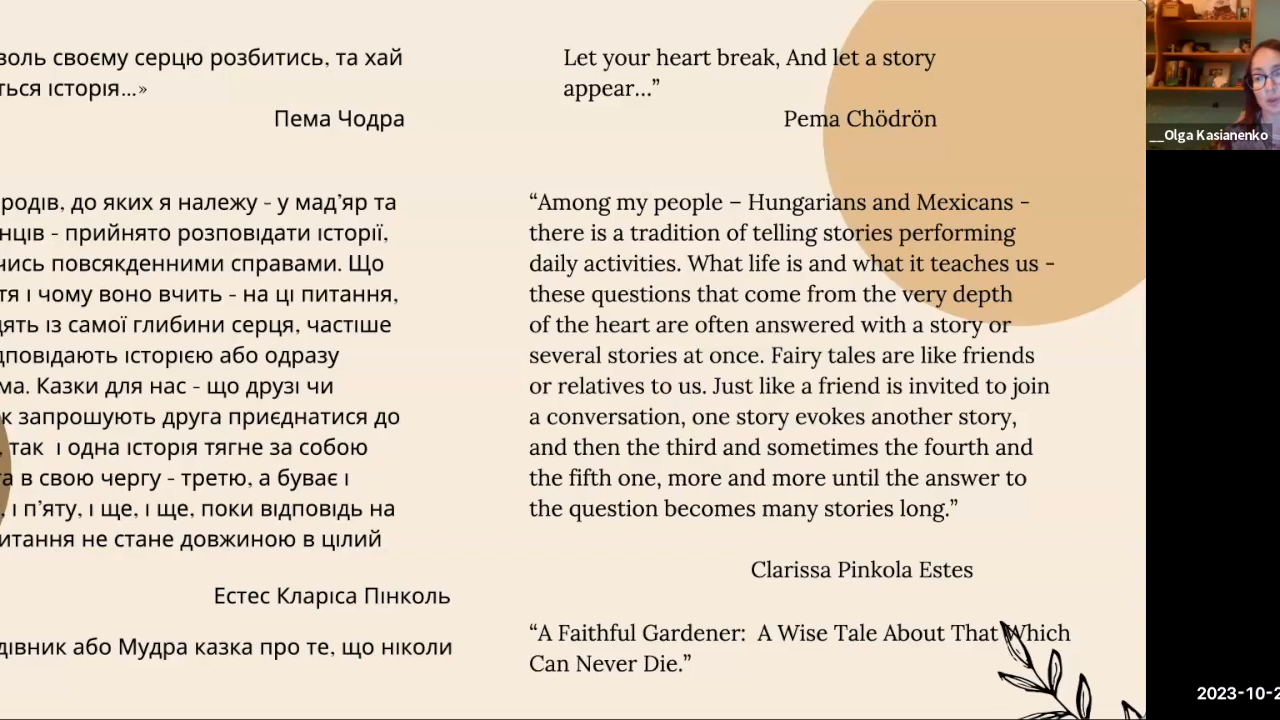 воль своєму серцю розбитись, та хай
ться історія...»
Пема Чодра
родів, до яких я належу - у мад’яр та
нців - прийнято розповідати історії,
чись повсякденними справами. Що
тя і чому воно вчить - на ці питання,
дять із самої глибини серця, частіше
дповідають історією або одразу
ма. Казки для нас - що друзі чи
к запрошують друга приєднатися до
, так і одна історія тягне за собою
та в свою чергу - третю, а буває і
, і п’яту, і ще, і ще, поки відповідь на
итання не стане довжиною в цілий
Естес Кларіса Пінколь
дівник або Мудра казка про те, що ніколи
Let your heart break, And let a story
appear...”
Pema Chödrön
“Among my people – Hungarians and Mexicans -
there is a tradition of telling stories performing
daily activities. What life is and what it teaches us -
these questions that come from the very depth
of the heart are often answered with a story or
several stories at once. Fairy tales are like friends
or relatives to us. Just like a friend is invited to join
a conversation, one story evokes another story,
and then the third and sometimes the fourth and
the fifth one, more and more until the answer to
the question becomes many stories long.”
Clarissa Pinkola Estes
“A Faithful Gardener: A Wise Tale About That Which
Can Never Die.”
__Olga Kasianenko
2023-10-2